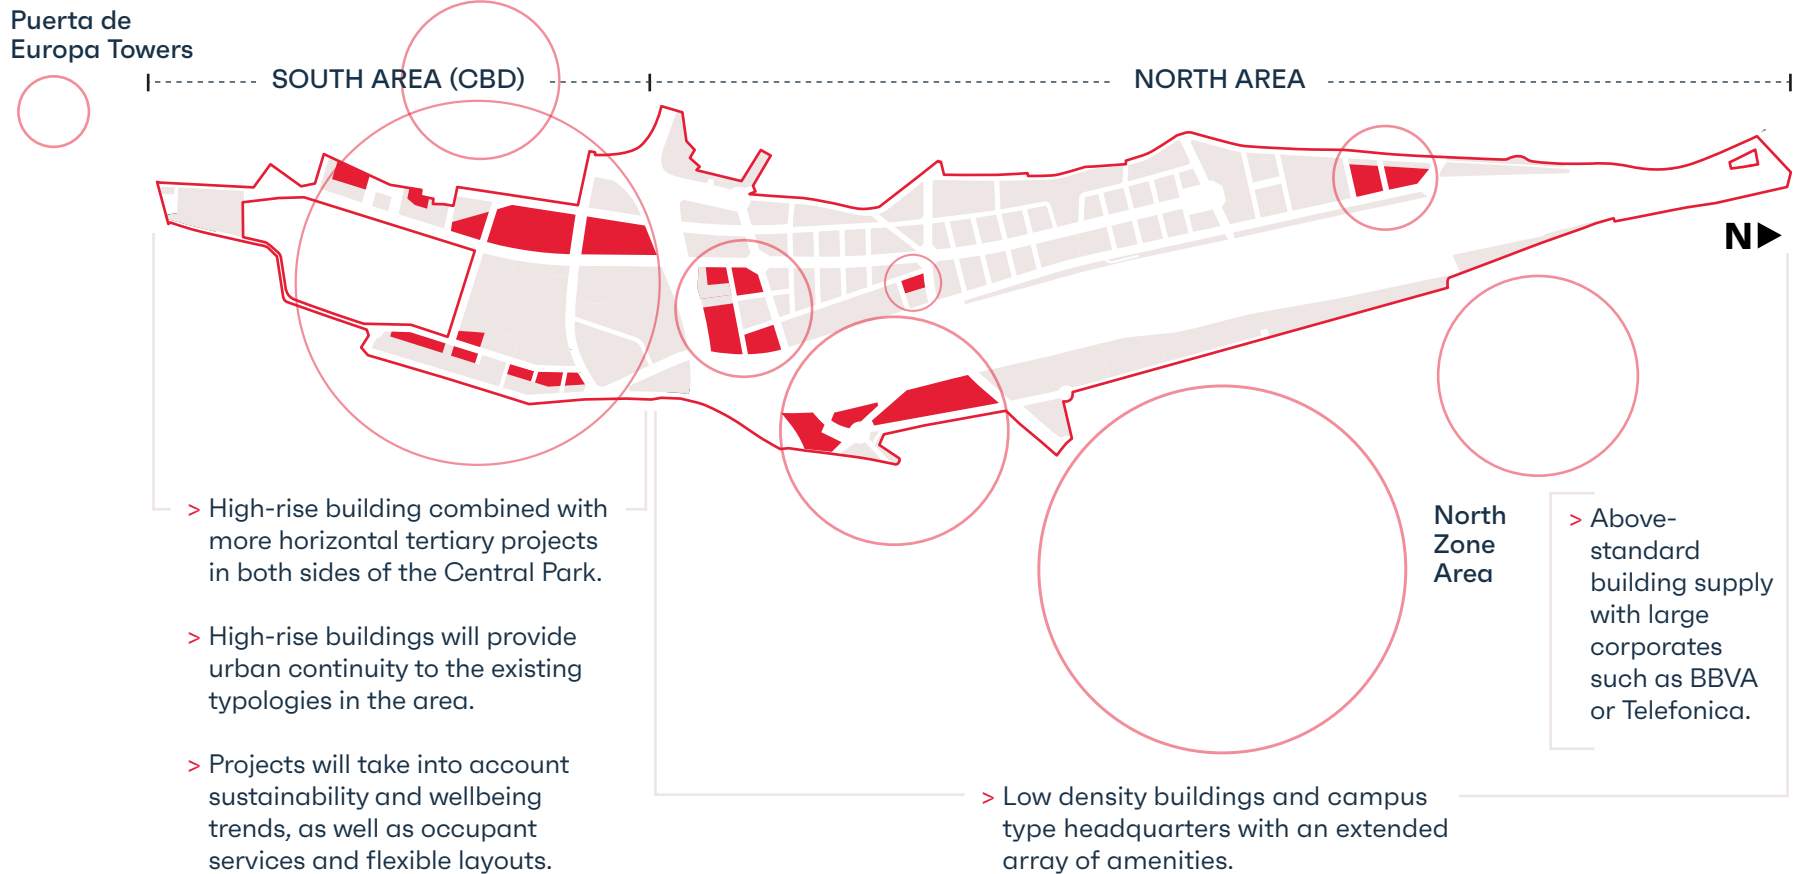 Puerta de
Europa Towers
SOUTH AREA (CBD)
NORTH AREA
N
> High-rise building combined with
more horizontal tertiary projects
in both sides of the Central Park.
> High-rise buildings will provide
urban continuity to the existing
typologies in the area.
> Projects will take into account
sustainability and wellbeing
trends, as well as occupant
services and flexible layouts.
> Low density buildings and campus
type headquarters with an extended
array of amenities.
North
Zone
Area
> Above-
standard
building supply
with large
corporates
such as BBVA
or Telefonica.